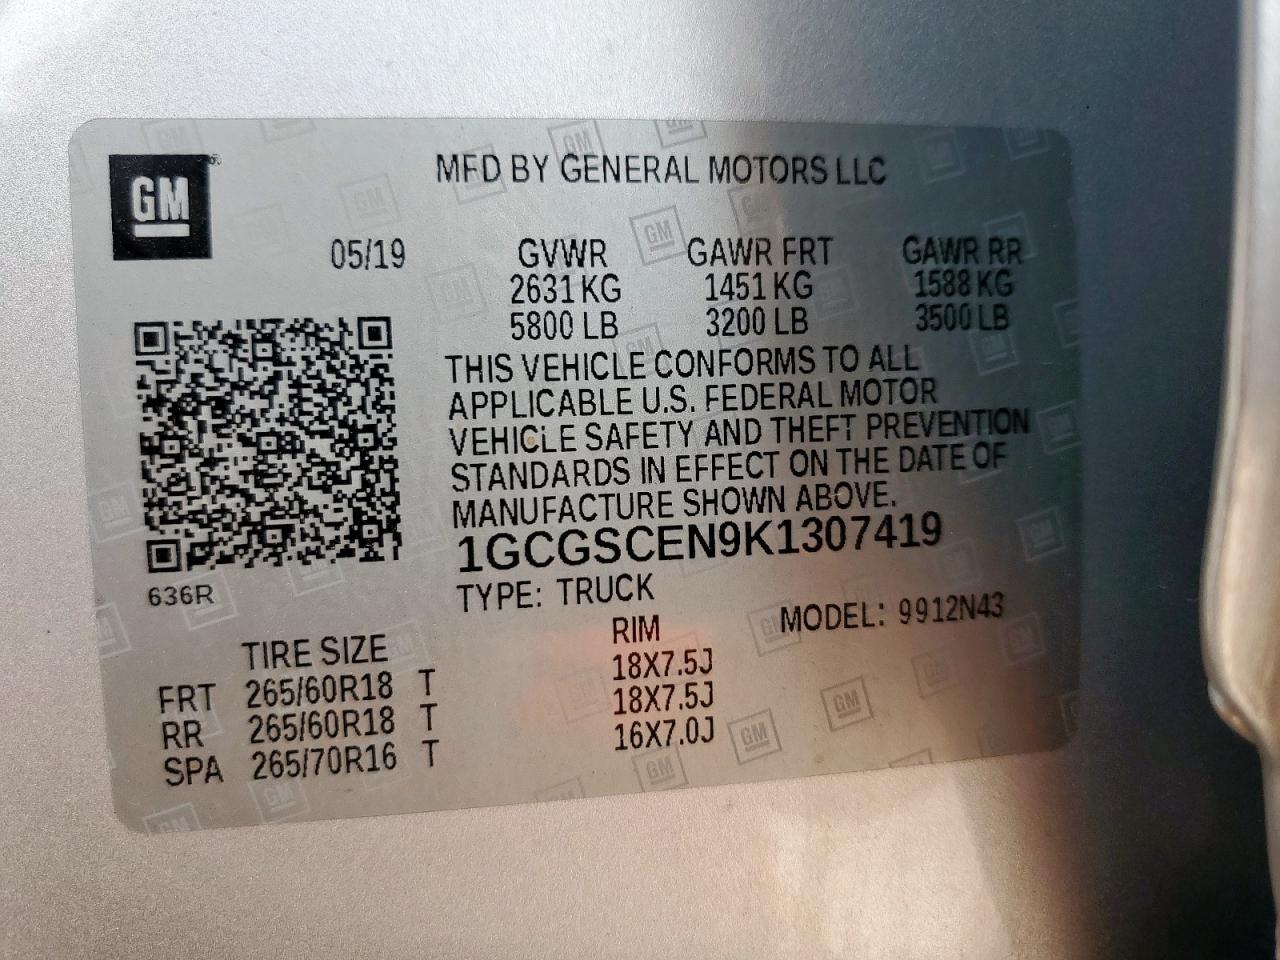 GM
MFD BY GENERAL MOTORS LLC
05/19 GVWR GAWR FRT GAWR RR
2631 KG 1451 KG 1588 KG
5800 LB 3200 LB 3500 LB
THIS VEHICLE CONFORMS TO ALL
APPLICABLE U.S. FEDERAL MOTOR
VEHICLE SAFETY AND THEFT PREVENTION
STANDARDS IN EFFECT ON THE DATE OF
MANUFACTURE SHOWN ABOVE.
1GCGSCEN9K1307419
636R
TYPE: TRUCK
MODEL: 9912N43
TIRE SIZE RIM
FRT 265/60R18 T 18X7.5J
RR 265/60R18 T 18X7.5J
SPA 265/70R16 T 16X7.0J